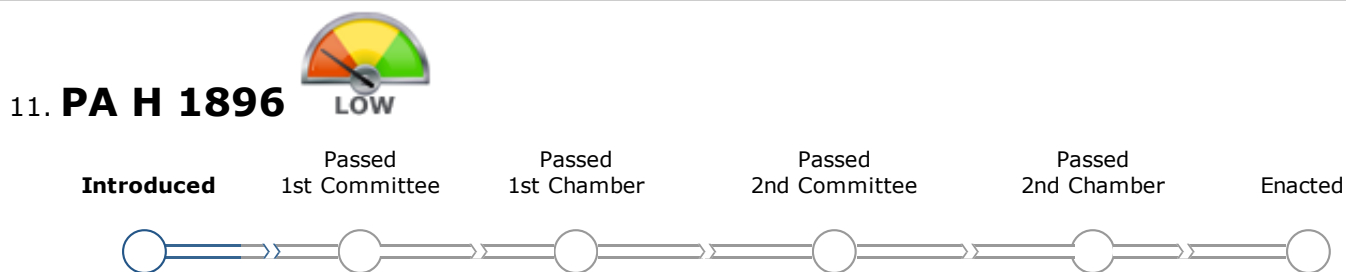 LOW
11. PA H 1896
Passed Passed Passed Passed
Introduced 1st Committee 1st Chamber 2nd Committee 2nd Chamber Enacted